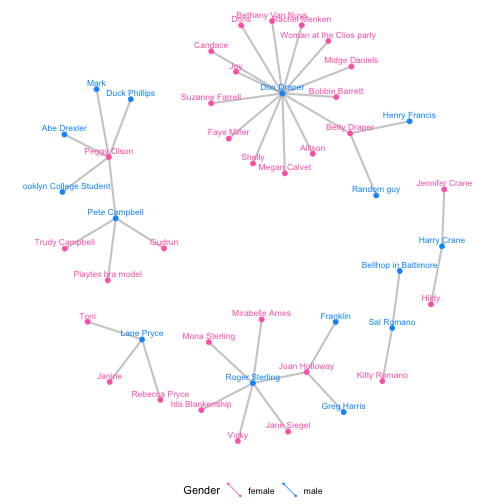 Bethany Van Nuys
Doris
Rachel Menken
Woman at the Clios party
Candace
Joy
Midge Daniels
Mark
Don Draper
Duck Phillips
Suzanne Farrell
Bobbie Barrett
Henry Francis
Abe Drexler
Faye Miller
Betty Draper
Peggy Olson
Allison
Shelly
Megan Calvet
ooklyn College Student
Random guy
Jennifer Crane
Pete Campbell
Trudy Campbell
Gudrun
Harry Crane
Playtex bra model
Bellhop in Baltimore
Hildy
Toni
Mirabelle Ames
Franklin
Sal Romano
Lane Pryce
Mona Sterling
Joan Holloway
Janine
Roger Sterling
Kitty Romano
Rebecca Pryce
Ida Blankenship
Greg Harris
Vicky
Jane Siegel
Gender
female
male